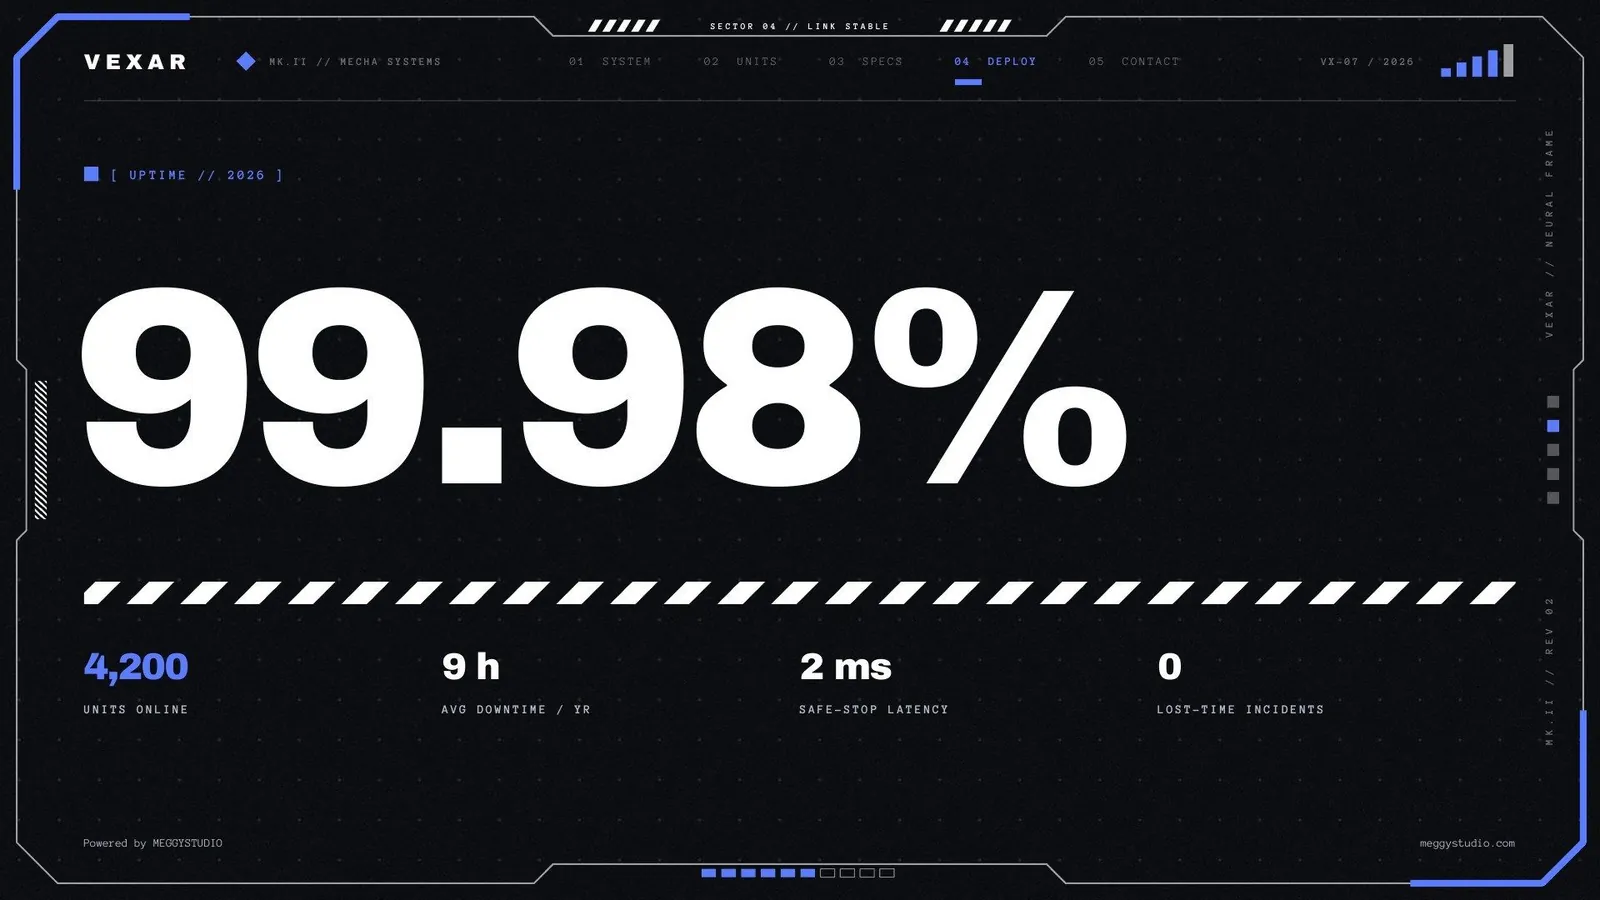 SECTOR 04 // LINK STABLE
VEXAR
MK.II // MECHA SYSTEMS
01 SYSTEM
02 UNITS
03 SPECS
04 DEPLOY
05 CONTACT
VX-07 / 2026
[ UPTIME // 2026 ]
VEXAR // NEURAL FRAME
99.98%
4,200
UNITS ONLINE
9 h
AVG DOWNTIME / YR
2 ms
SAFE-STOP LATENCY
0
LOST-TIME INCIDENTS
MK.II // REV 02
Powered by MEGGYSTUDIO
meggystudio.com